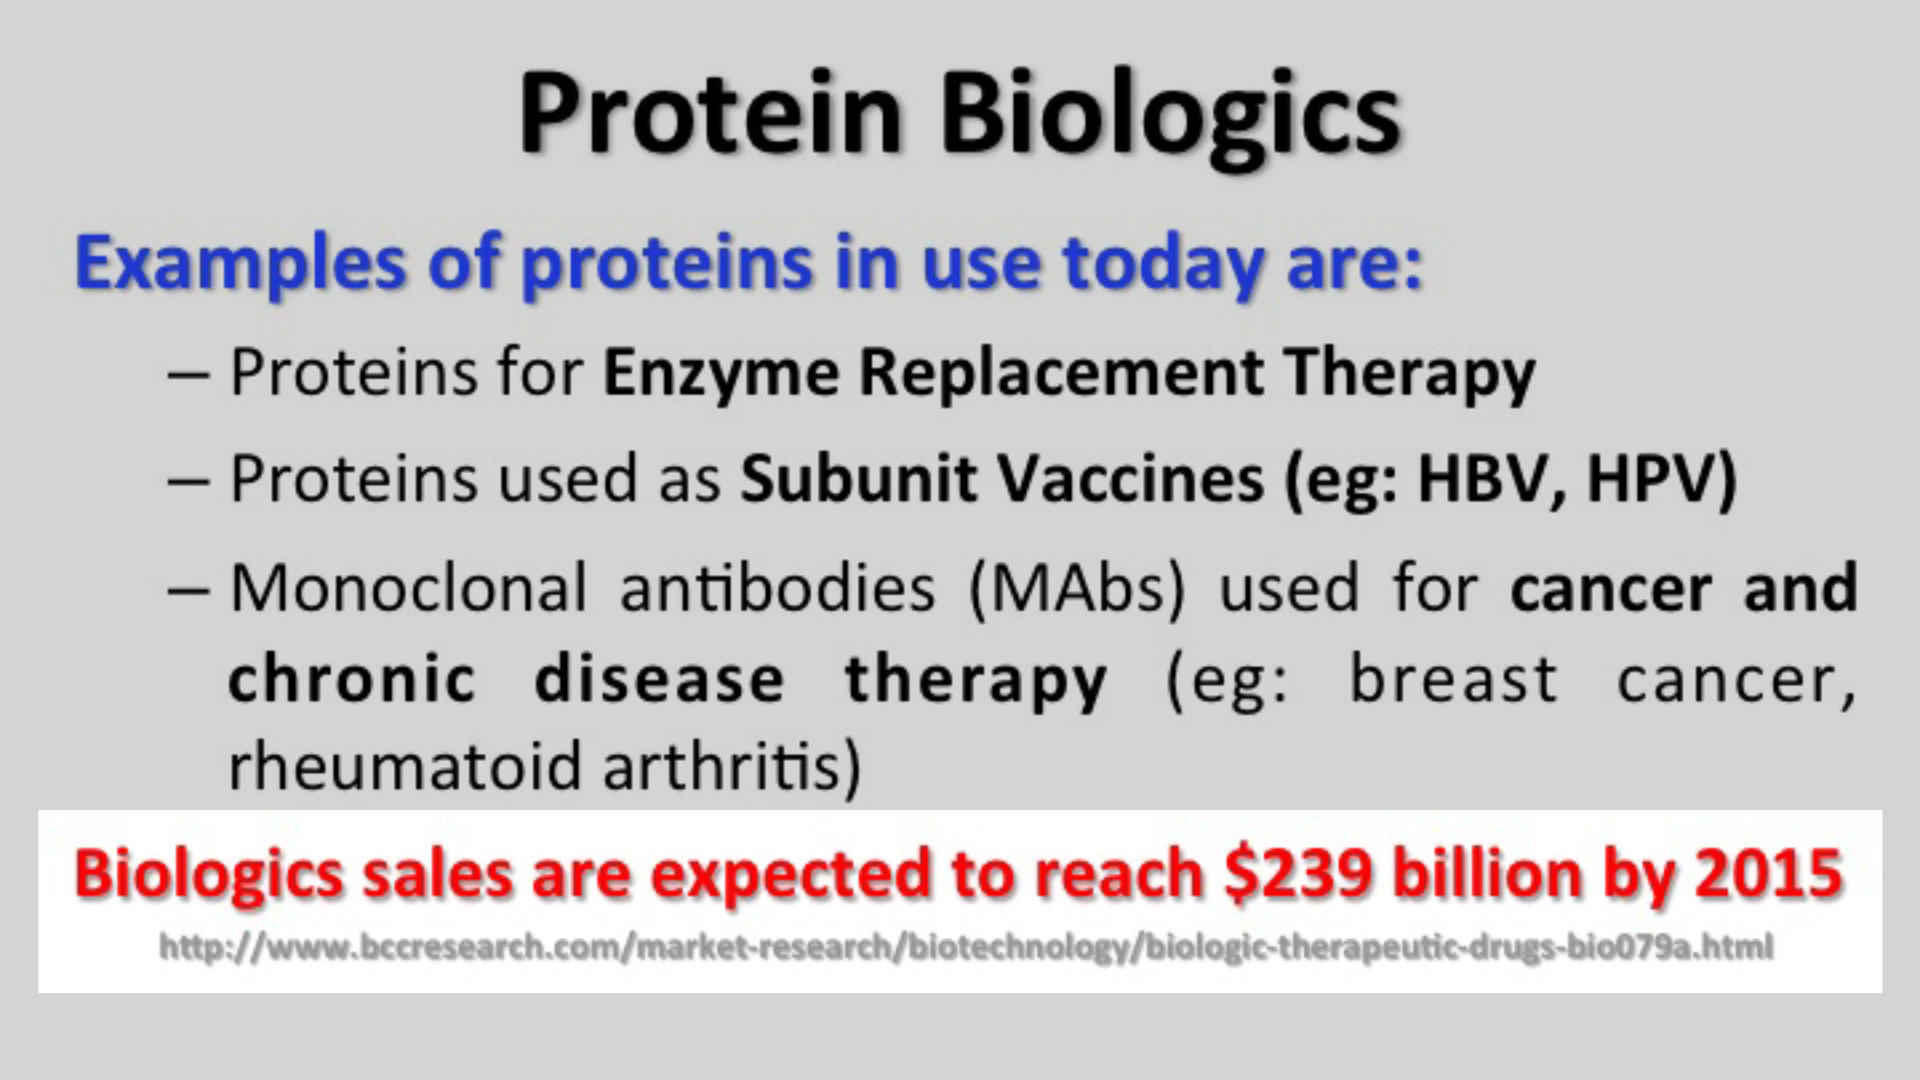 Protein Biologics
Examples of proteins in use today are:
– Proteins for Enzyme Replacement Therapy
– Proteins used as Subunit Vaccines (eg: HBV, HPV)
– Monoclonal antibodies (MAbs) used for cancer and
chronic disease therapy (eg: breast cancer,
rheumatoid arthritis)
Biologics sales are expected to reach $239 billion by 2015
http://www.bccresearch.com/market-research/biotechnology/biologic-therapeutic-drugs-bio079a.html